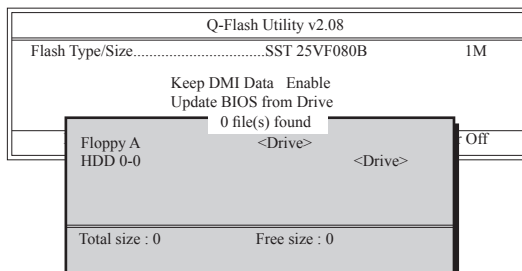 Q-Flash Utility v2.08
Flash Type/Size.................................SST 25VF080B 1M
Keep DMI Data Enable
Update BIOS from Drive
0 file(s) found
Floppy A <Drive>
HDD 0-0 <Drive>
Off
Total size : 0 Free size : 0